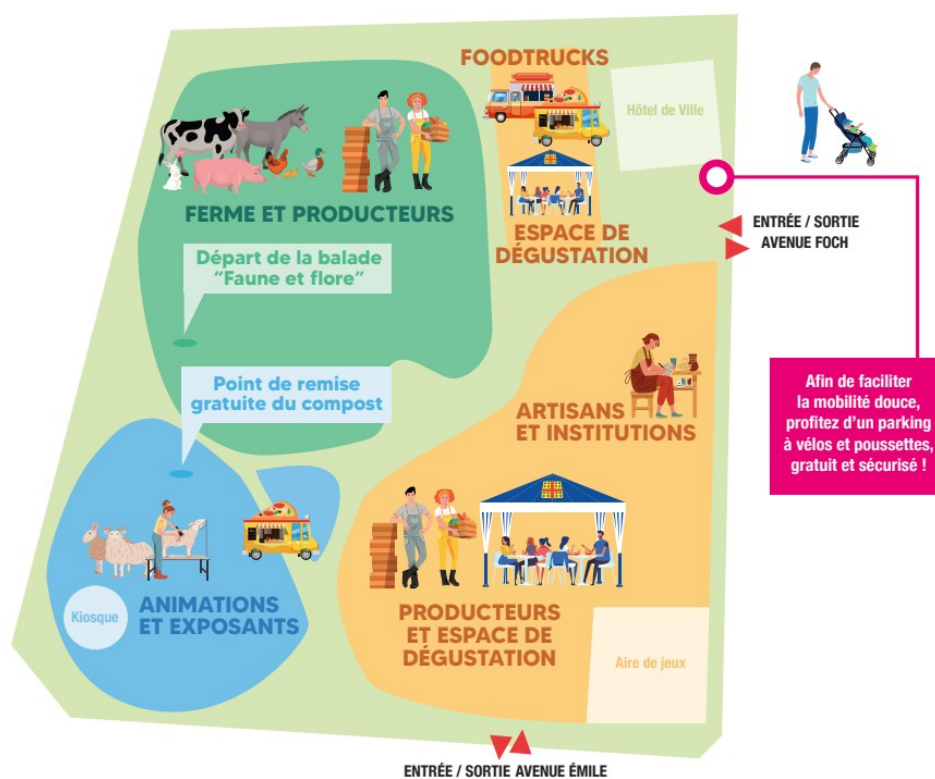 FOODTRUCKS
Hôtel de Ville
FERME ET PRODUCTEURS
ESPACE DE
DÉGUSTATION
ENTRÉE / SORTIE
AVENUE FOCH
Départ de la balade
“Faune et flore”
Point de remise
gratuite du compost
ARTISANS
ET INSTITUTIONS
Afin de faciliter
la mobilité douce,
profitez d’un parking
à vélos et poussettes,
gratuit et sécurisé !
Kiosque
ANIMATIONS
ET EXPOSANTS
PRODUCTEURS
ET ESPACE DE
DÉGUSTATION
Aire de jeux
ENTRÉE / SORTIE AVENUE ÉMILE